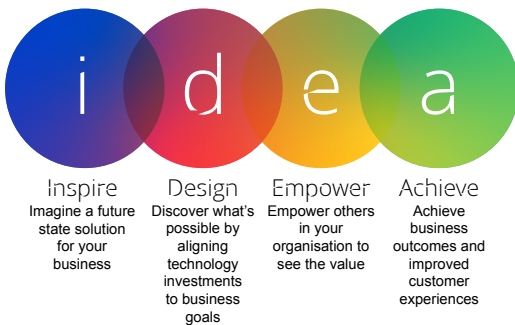 idea
Inspire
Imagine a future
state solution
for your
business
Design
Discover what's
possible by
aligning
technology
investments
to business
goals
Empower
Empower others
in your
organisation to
see the value
Achieve
Achieve
business
outcomes and
improved
customer
experiences